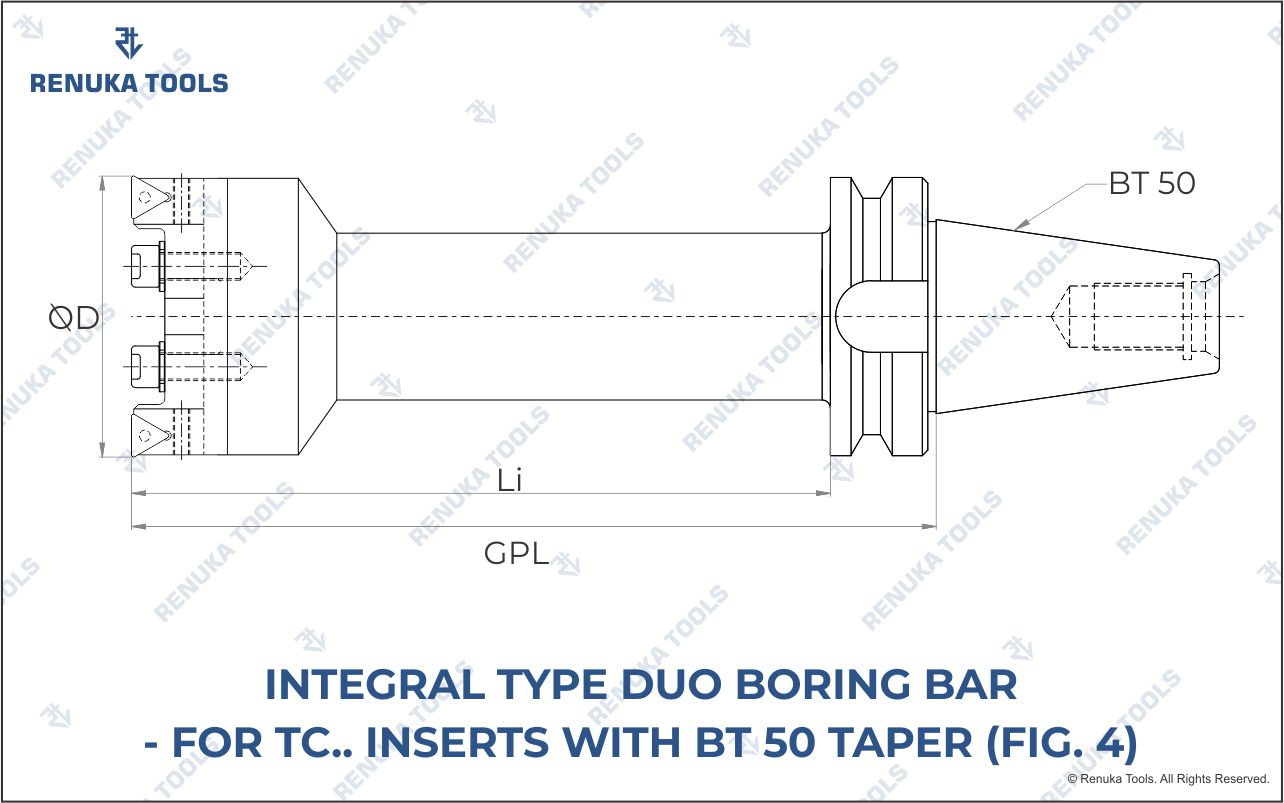 RENUKA TOOLS
BT 50
ØD
Li
GPL
INTEGRAL TYPE DUO BORING BAR
- FOR TC.. INSERTS WITH BT 50 TAPER (FIG. 4)
© Renuka Tools. All Rights Reserved.